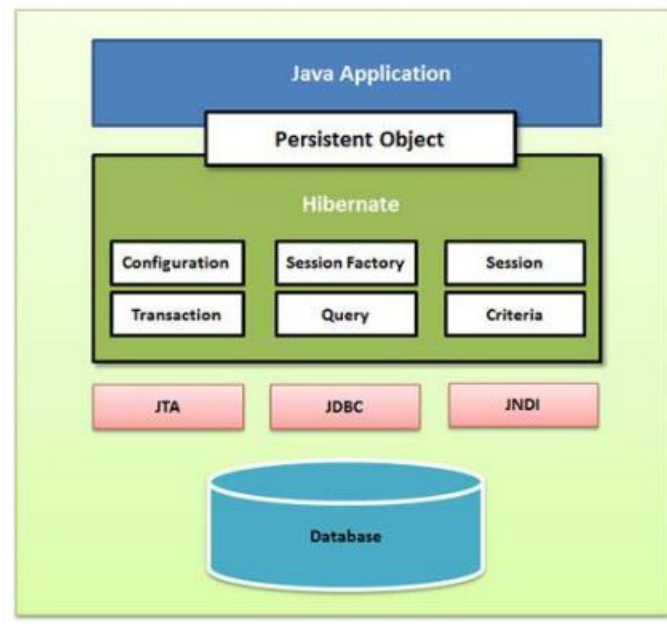 Java Application
Persistent Object
Hibernate
Configuration
Session Factory
Session
Transaction
Query
Criteria
JTA
JDBC
JNDI
Database